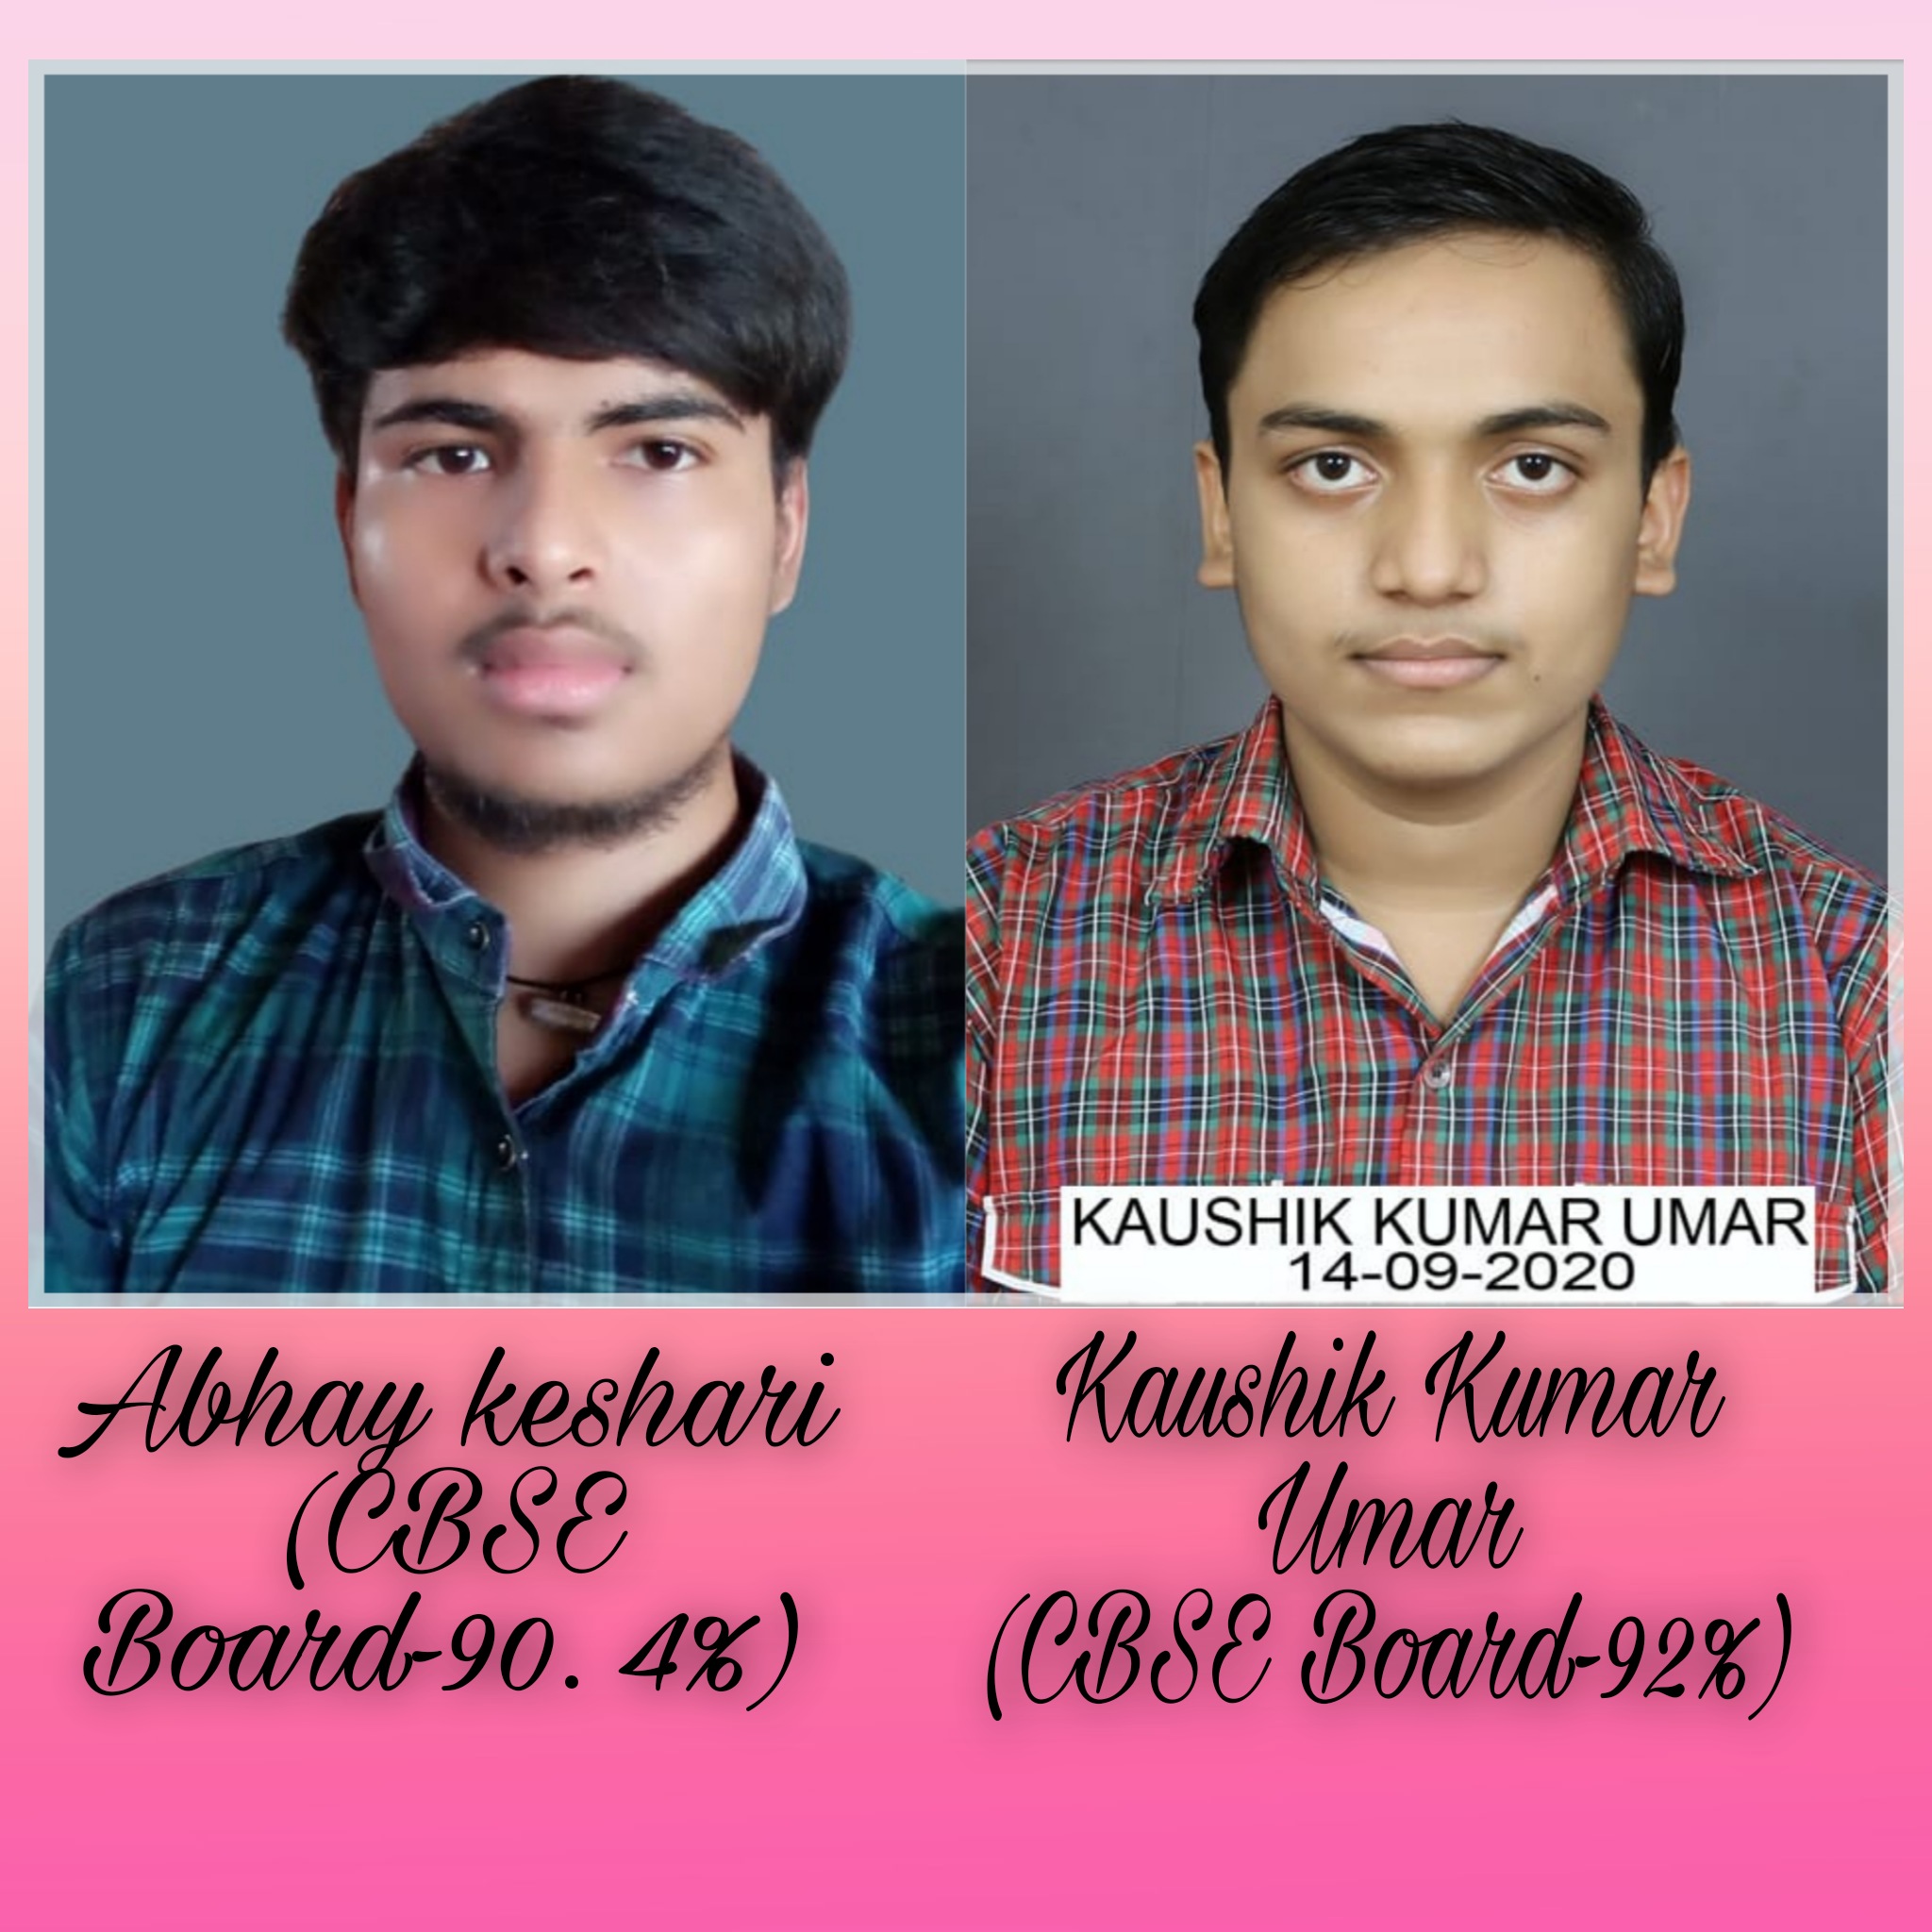 KAUSHIK KUMAR UMAR
14-09-2020
Abhay keshari
(CBSE
Board-90. 4%)
Kaushik Kumar
Umar
(CBSE Board-92%)